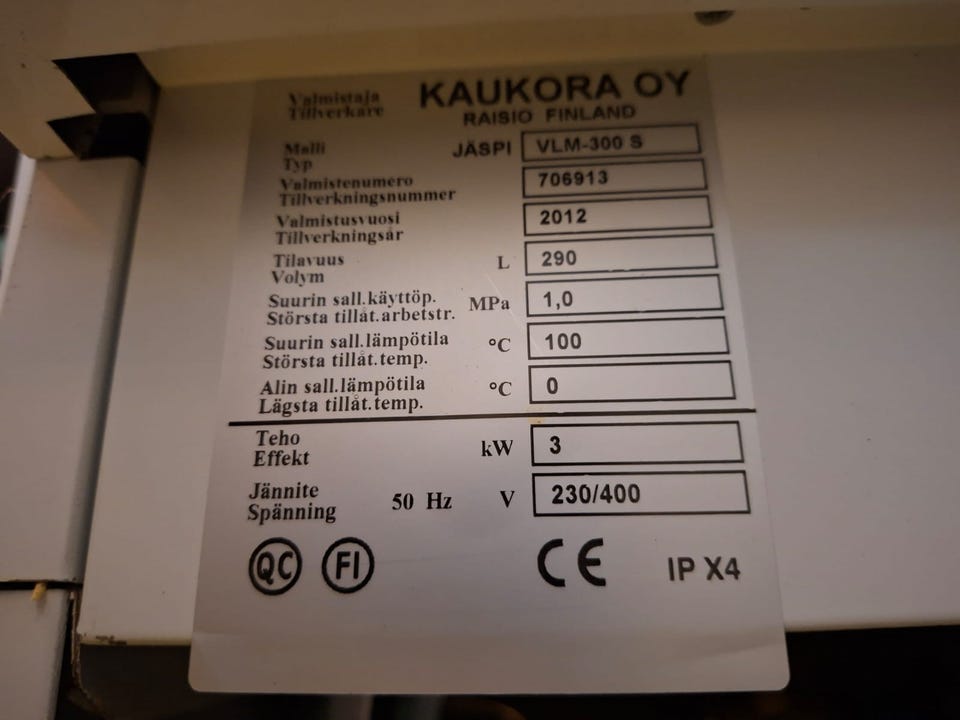 Valmistaja KAUKORA OY
Tillverkare RAISIO FINLAND
Malli JÄSPI VLM-300 S
Typ
Valmistenumero 706913
Tillverkningsnummer
Valmistusvuosi 2012
Tillverkningsår
Tilavuus L 290
Volym
Suurin sall.käyttöp. MPa 1,0
Största tillåt.arbetstr.
Suurin sall.lämpötila °C 100
Största tillåt.temp.
Alin sall.lämpötila °C 0
Lägsta tillåt.temp.
Teho kW 3
Effekt
Jännite 50 Hz V 230/400
Spänning
QC FI CE IP X4